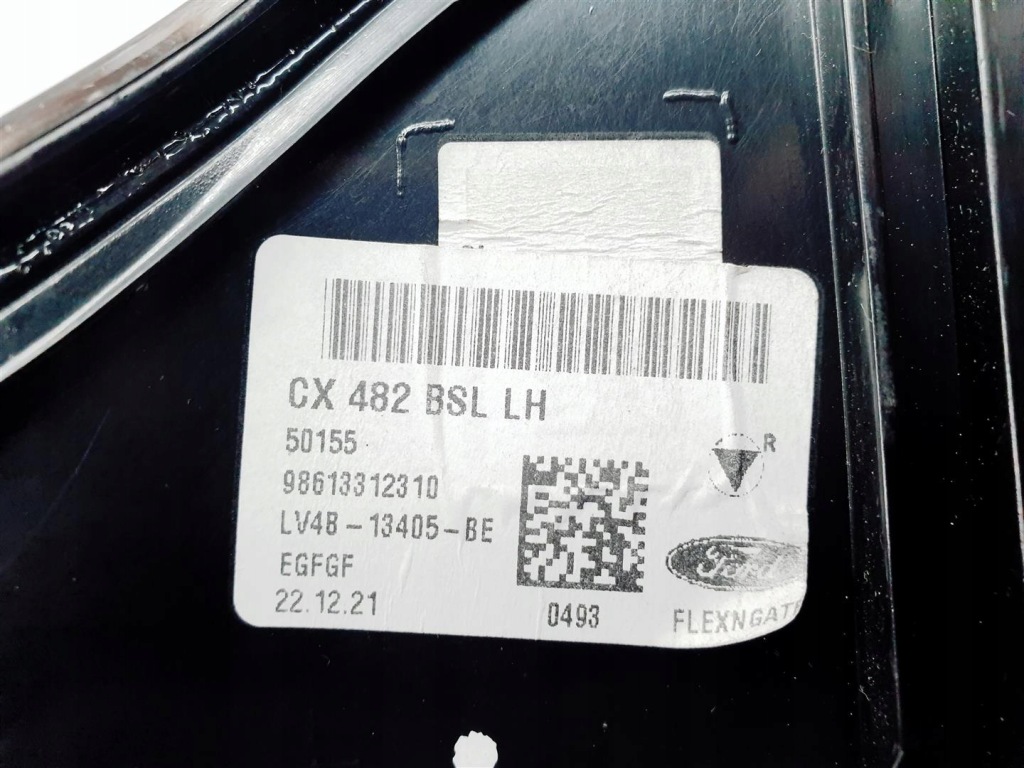 CX 482 BSL LH
50155
98613312310
LV4B-13405-BE
EGFGF
22.12.21
0493
R
Ford
FLEXNGATE